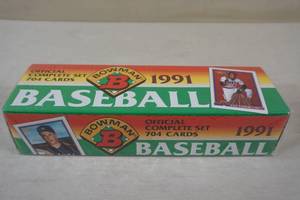 OFFICIAL
COMPLETE SET
704 CARDS
BOWMAN
B
1991
BASEBALL
BOWMAN
B
OFFICIAL
COMPLETE SET
704 CARDS
1991
BASEBALL